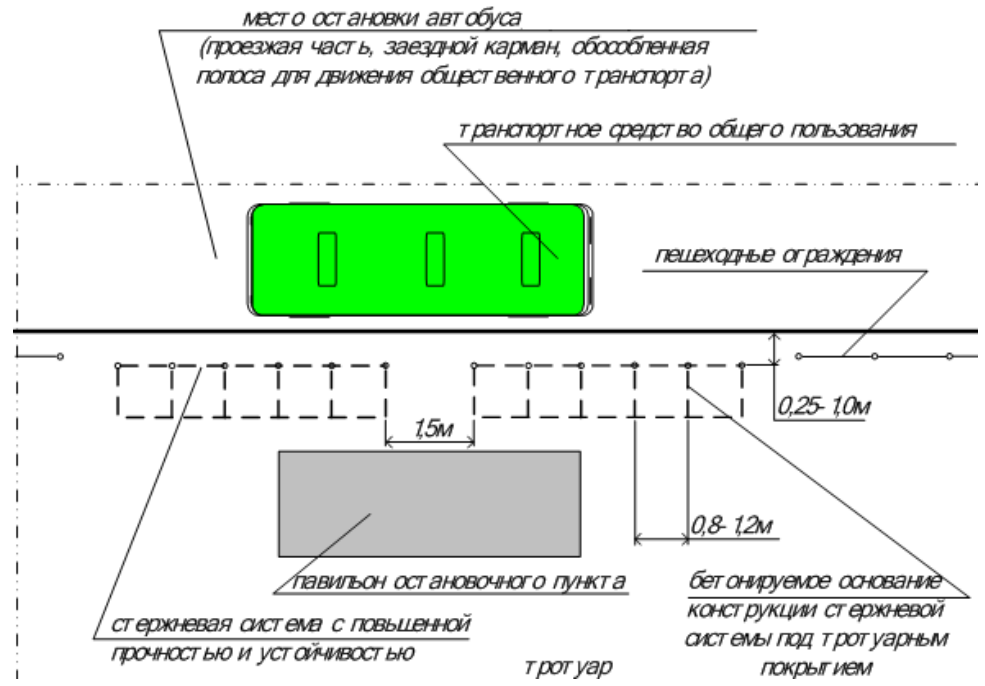 место остановки автобуса
(проезжая часть, заездной карман, обособленная
полоса для движения общественного транспорта)
транспортное средство общего пользования
пешеходные ограждения
0,25-1,0м
1,5м
0,8-1,2м
павильон остановочного пункта
бетонируемое основание
конструкции стержневой
системы под тротуарным
покрытием
стержневая система с повышенной
прочностью и устойчивостью
тротуар